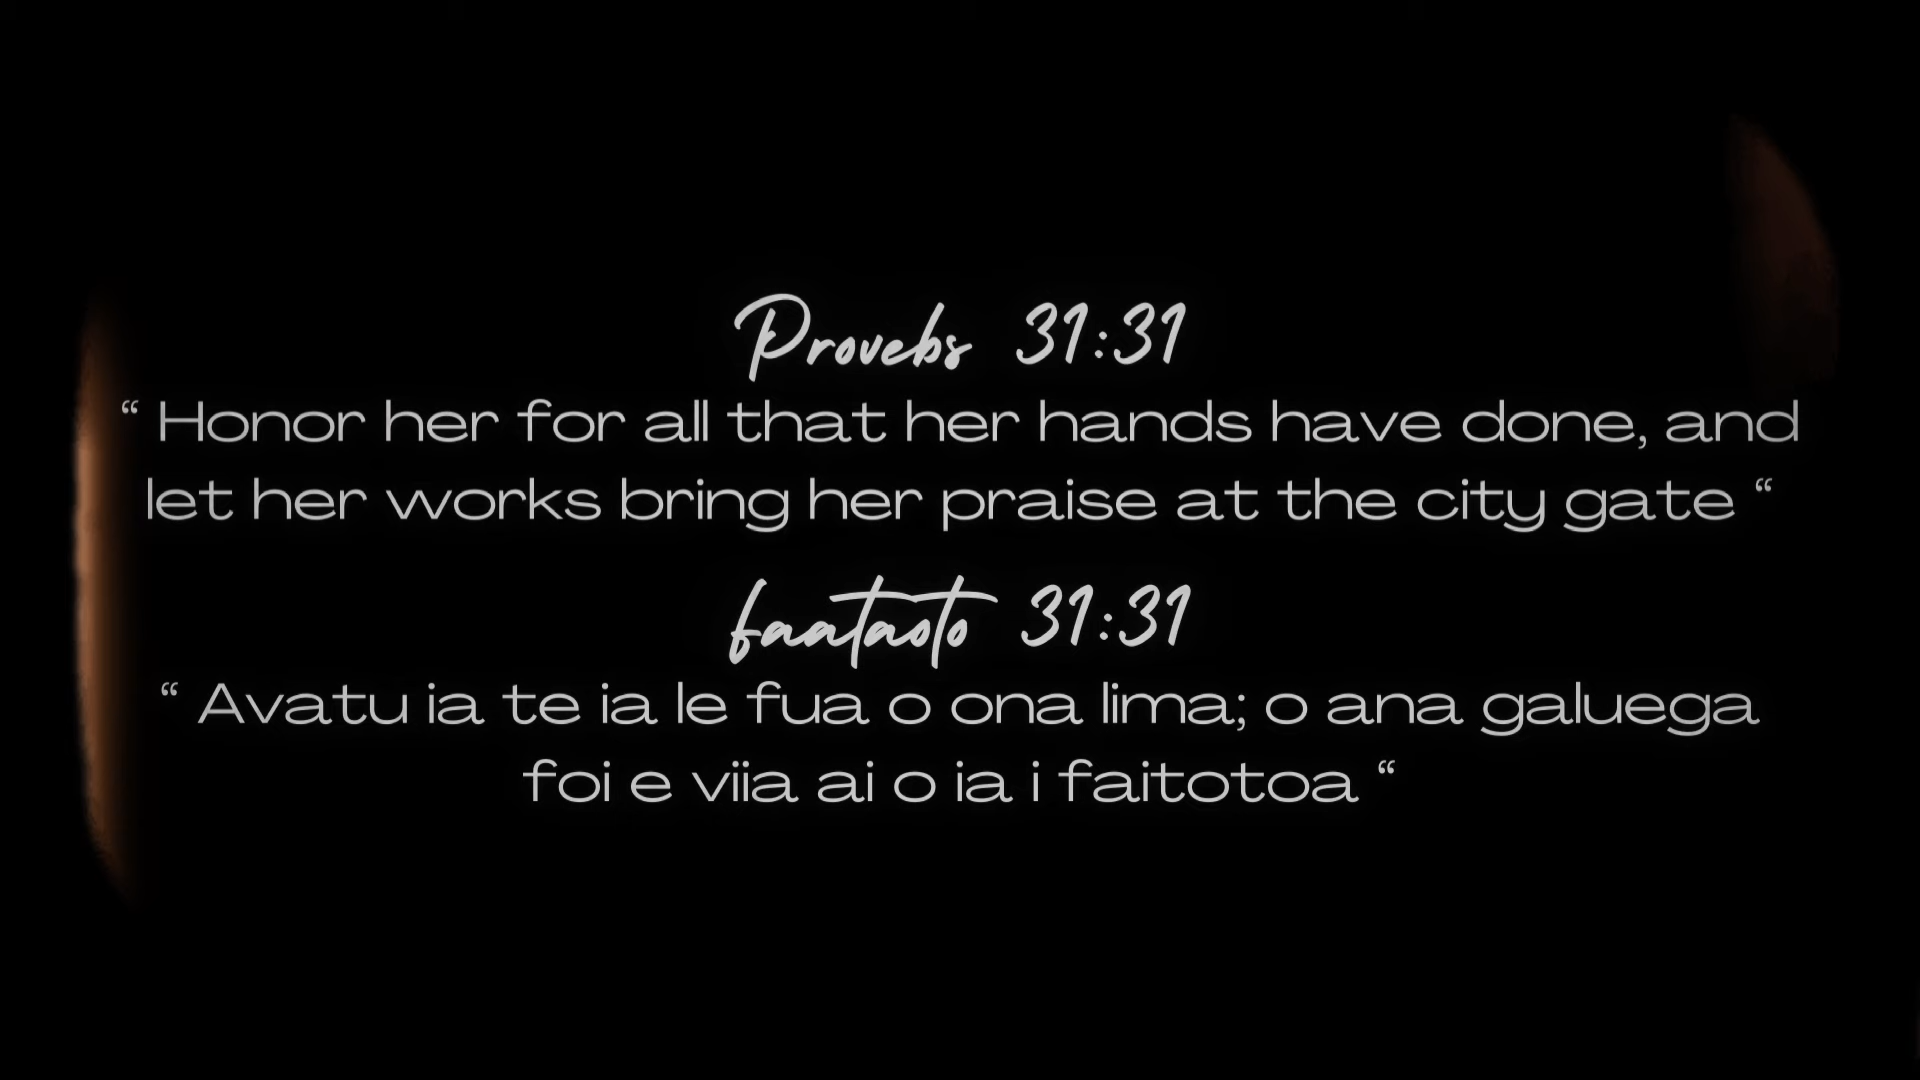 Provebs 31:31
“ Honor her for all that her hands have done, and
let her works bring her praise at the city gate “
faataoto 31:31
“ Avatu ia te ia le fua o ona lima; o ana galuega
foi e viia ai o ia i faitotoa “